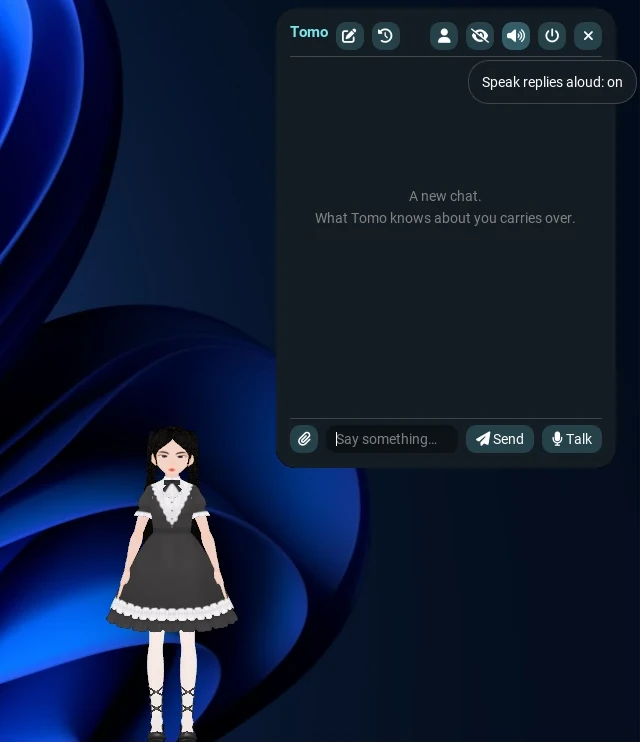 Tomo
Speak replies aloud: on
A new chat.
What Tomo knows about you carries over.
Say something…
Send
Talk